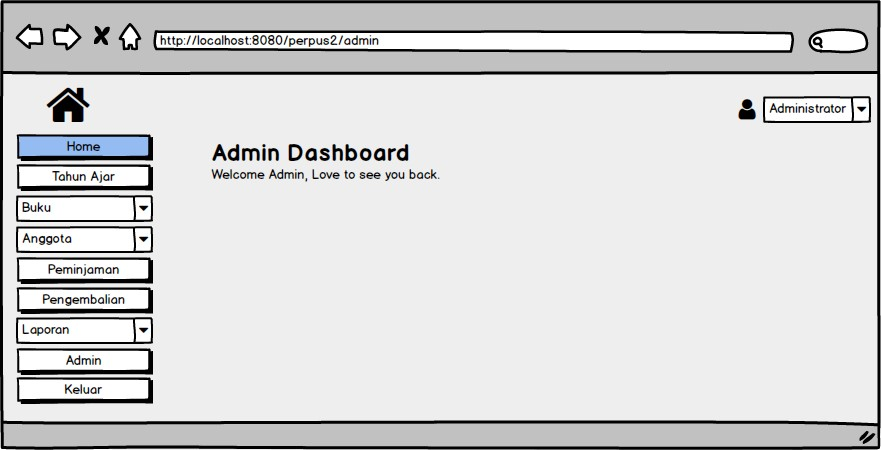 http://localhost:8080/perpus2/admin
Administrator
Home
Admin Dashboard
Welcome Admin, Love to see you back.
Tahun Ajar
Buku
Anggota
Peminjaman
Pengembalian
Laporan
Admin
Keluar